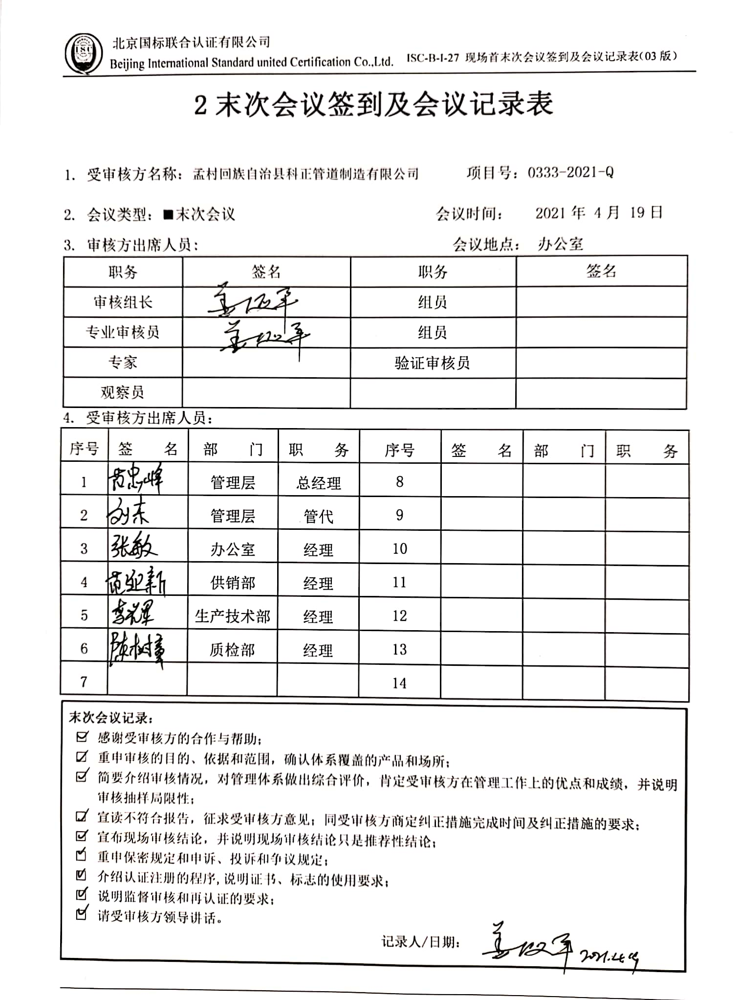 ISC
北京国标联合认证有限公司
Beijing International Standard united Certification Co.,Ltd. ISC-B-I-27 现场首末次会议签到及会议记录表(03 版)
2 末次会议签到及会议记录表
1. 受审核方名称: 孟村回族自治县科正管道制造有限公司 项目号: 0333-2021-Q
2. 会议类型: ■末次会议 会议时间: 2021 年 4 月 19 日
3. 审核方出席人员: 会议地点: 办公室
职务 签名 职务 签名
审核组长 组员
专业审核员 组员
专家 验证审核员
观察员
4. 受审核方出席人员:
序号 签 名 部 门 职 务 序号 签 名 部 门 职 务
1 范忠峰 管理层 总经理 8
2 刘东 管理层 管代 9
3 张敏 办公室 经理 10
4 范迎新 供销部 经理 11
5 生产技术部 经理 12
6 陈树章 质检部 经理 13
7 14
末次会议记录:
☑ 感谢受审核方的合作与帮助;
☑ 重申审核的目的、依据和范围, 确认体系覆盖的产品和场所;
☑ 简要介绍审核情况, 对管理体系做出综合评价, 肯定受审核方在管理工作上的优点和成绩, 并说明
审核抽样局限性;
☑ 宣读不符合报告, 征求受审核方意见; 同受审核方商定纠正措施完成时间及纠正措施的要求;
☑ 宣布现场审核结论, 并说明现场审核结论只是推荐性结论;
☑ 重申保密规定和申诉、投诉和争议规定;
☑ 介绍认证注册的程序, 说明证书、标志的使用要求;
☑ 说明监督审核和再认证的要求;
☑ 请受审核方领导讲话。
记录人/日期: 2021.4.19